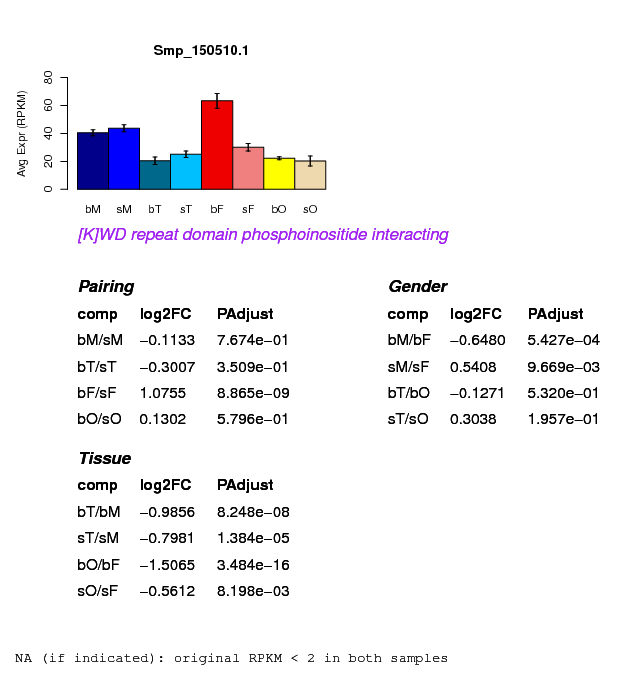 Smp_150510.1
Avg Expr (RPKM)
80
60
40
20
0
bM sM bT sT bF sF bO sO
[K]WD repeat domain phosphoinositide interacting
Pairing
comp log2FC PAdjust
bM/sM −0.1133 7.674e−01
bT/sT −0.3007 3.509e−01
bF/sF 1.0755 8.865e−09
bO/sO 0.1302 5.796e−01
Gender
comp log2FC PAdjust
bM/bF −0.6480 5.427e−04
sM/sF 0.5408 9.669e−03
bT/bO −0.1271 5.320e−01
sT/sO 0.3038 1.957e−01
Tissue
comp log2FC PAdjust
bT/bM −0.9856 8.248e−08
sT/sM −0.7981 1.384e−05
bO/bF −1.5065 3.484e−16
sO/sF −0.5612 8.198e−03
NA (if indicated): original RPKM < 2 in both samples